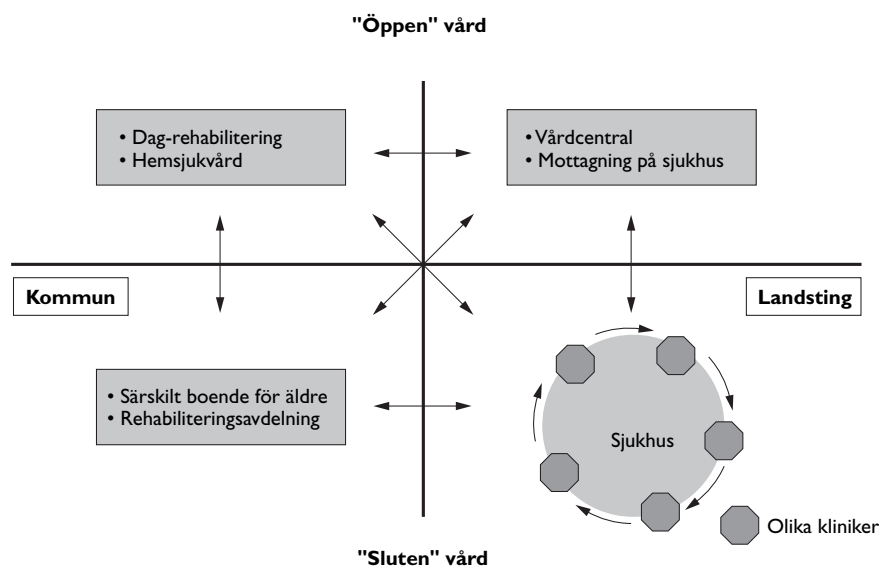 "Öppen" vård
• Dag-rehabilitering
• Hemsjukvård
• Vårdcentral
• Mottagning på sjukhus
Kommun
Landsting
• Särskilt boende för äldre
• Rehabiliteringsavdelning
Sjukhus
Olika kliniker
"Sluten" vård